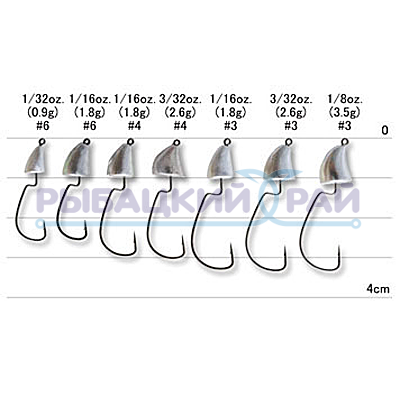 1/32oz. 1/16oz. 1/16oz. 3/32oz. 1/16oz. 3/32oz. 1/8oz.
(0.9g) (1.8g) (1.8g) (2.6g) (1.8g) (2.6g) (3.5g)
#6 #6 #4 #4 #3 #3 #3
0
РЫБАЦКИЙ РАЙ
4cm